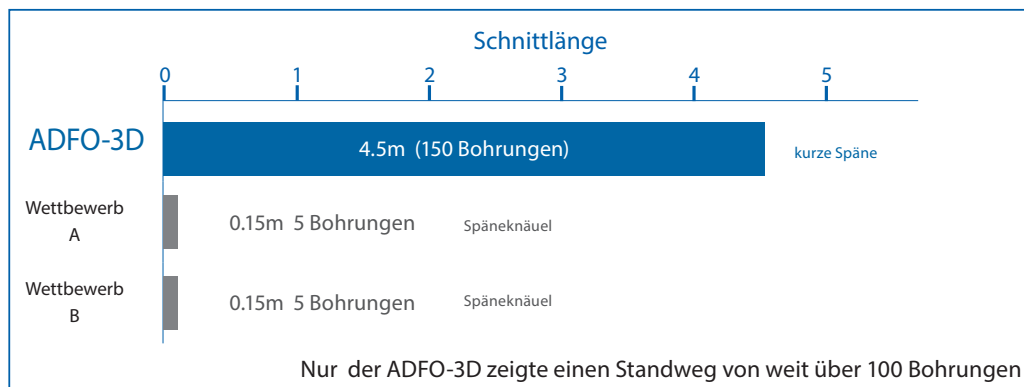 Schnittlänge
0 1 2 3 4 5
ADFO-3D 4.5m (150 Bohrungen) kurze Späne
Wettbewerb
A
0.15m 5 Bohrungen Späneknäuel
Wettbewerb
B
0.15m 5 Bohrungen Späneknäuel
Nur der ADFO-3D zeigte einen Standweg von weit über 100 Bohrungen